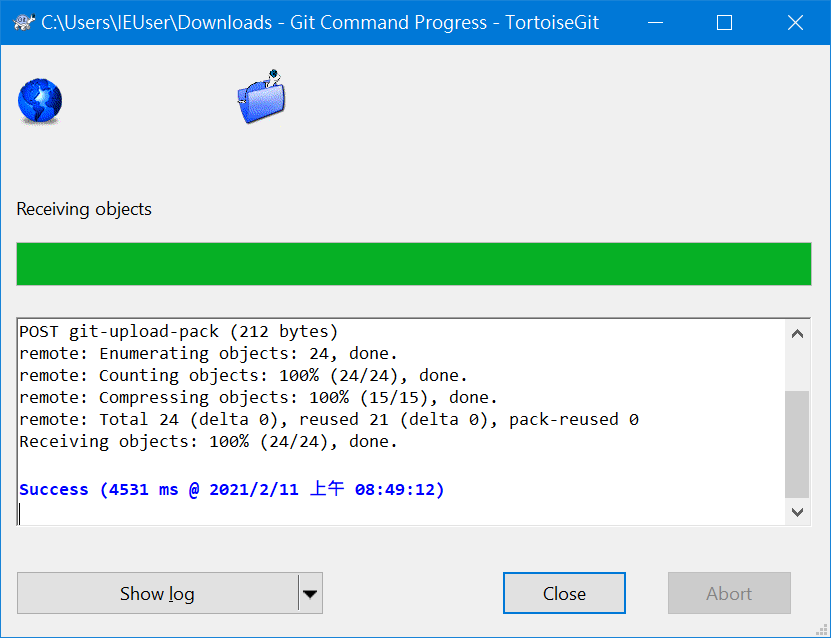 C:\Users\IEUser\Downloads - Git Command Progress - TortoiseGit
Receiving objects
POST git-upload-pack (212 bytes)
remote: Enumerating objects: 24, done.
remote: Counting objects: 100% (24/24), done.
remote: Compressing objects: 100% (15/15), done.
remote: Total 24 (delta 0), reused 21 (delta 0), pack-reused 0
Receiving objects: 100% (24/24), done.
Success (4531 ms @ 2021/2/11 上午 08:49:12)
Show log
Close
Abort